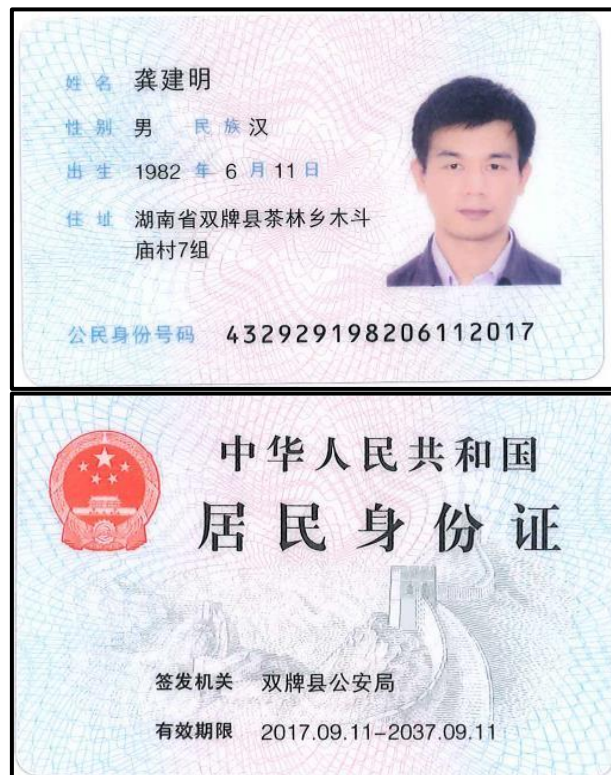 姓名 龚建明
性别 男 民族 汉
出生 1982 年 6 月 11 日
住址 湖南省双牌县茶林乡木斗
庙村7组
公民身份号码 432929198206112017
中华人民共和国
居民身份证
签发机关 双牌县公安局
有效期限 2017.09.11-2037.09.11